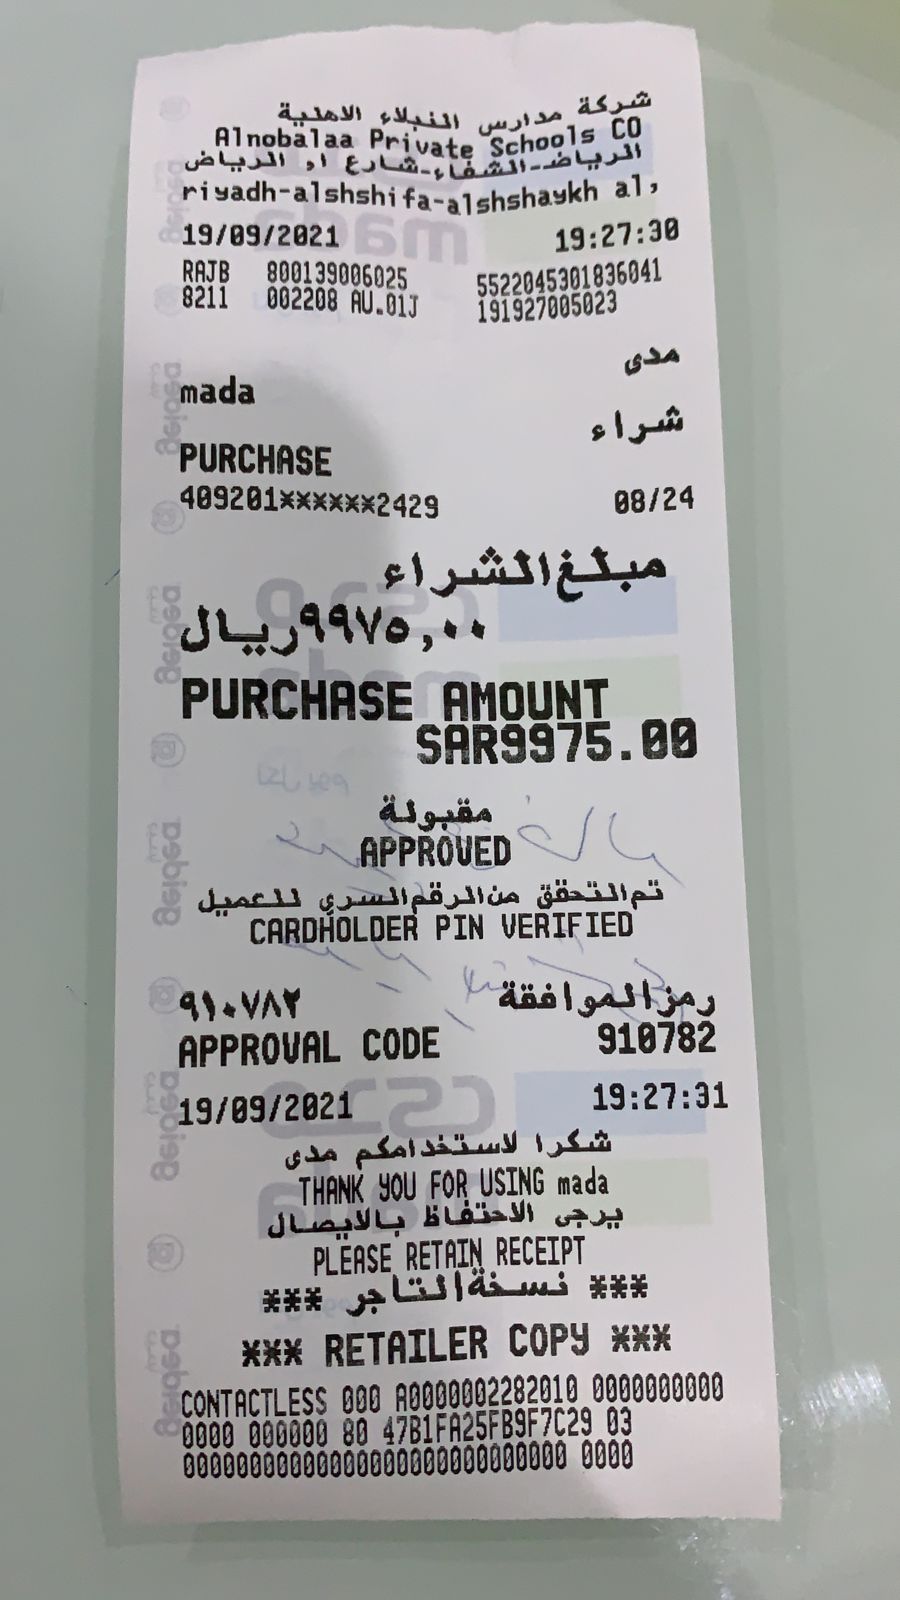 شركة مدارس النبلاء الاهلية
Alnobalaa Private Schools CO
الرياض-الشفاء-شارع ا, الرياض
riyadh-alshshifa-alshshaykh al,
19/09/2021 19:27:30
RAJB 800139006025 5522045301836041
8211 002208 AU.01J 191927005023
مدى
mada
شراء
PURCHASE
409201******2429 08/24
مبلغ الشراء
٩٩٧٥,٠٠ ريال
PURCHASE AMOUNT
SAR9975.00
مقبولة
APPROVED
تم التحقق من الرقم السري للعميل
CARDHOLDER PIN VERIFIED
رمز الموافقة ٩١٠٧٨٢
APPROVAL CODE 910782
19/09/2021 19:27:31
شكرا لاستخدامكم مدى
THANK YOU FOR USING mada
يرجى الاحتفاظ بالايصال
PLEASE RETAIN RECEIPT
*** نسخة التاجر ***
*** RETAILER COPY ***
CONTACTLESS 000 A0000002282010 0000000000
0000 000000 80 47B1FA25FB9F7C29 03
00000000000000000000000000000 0000